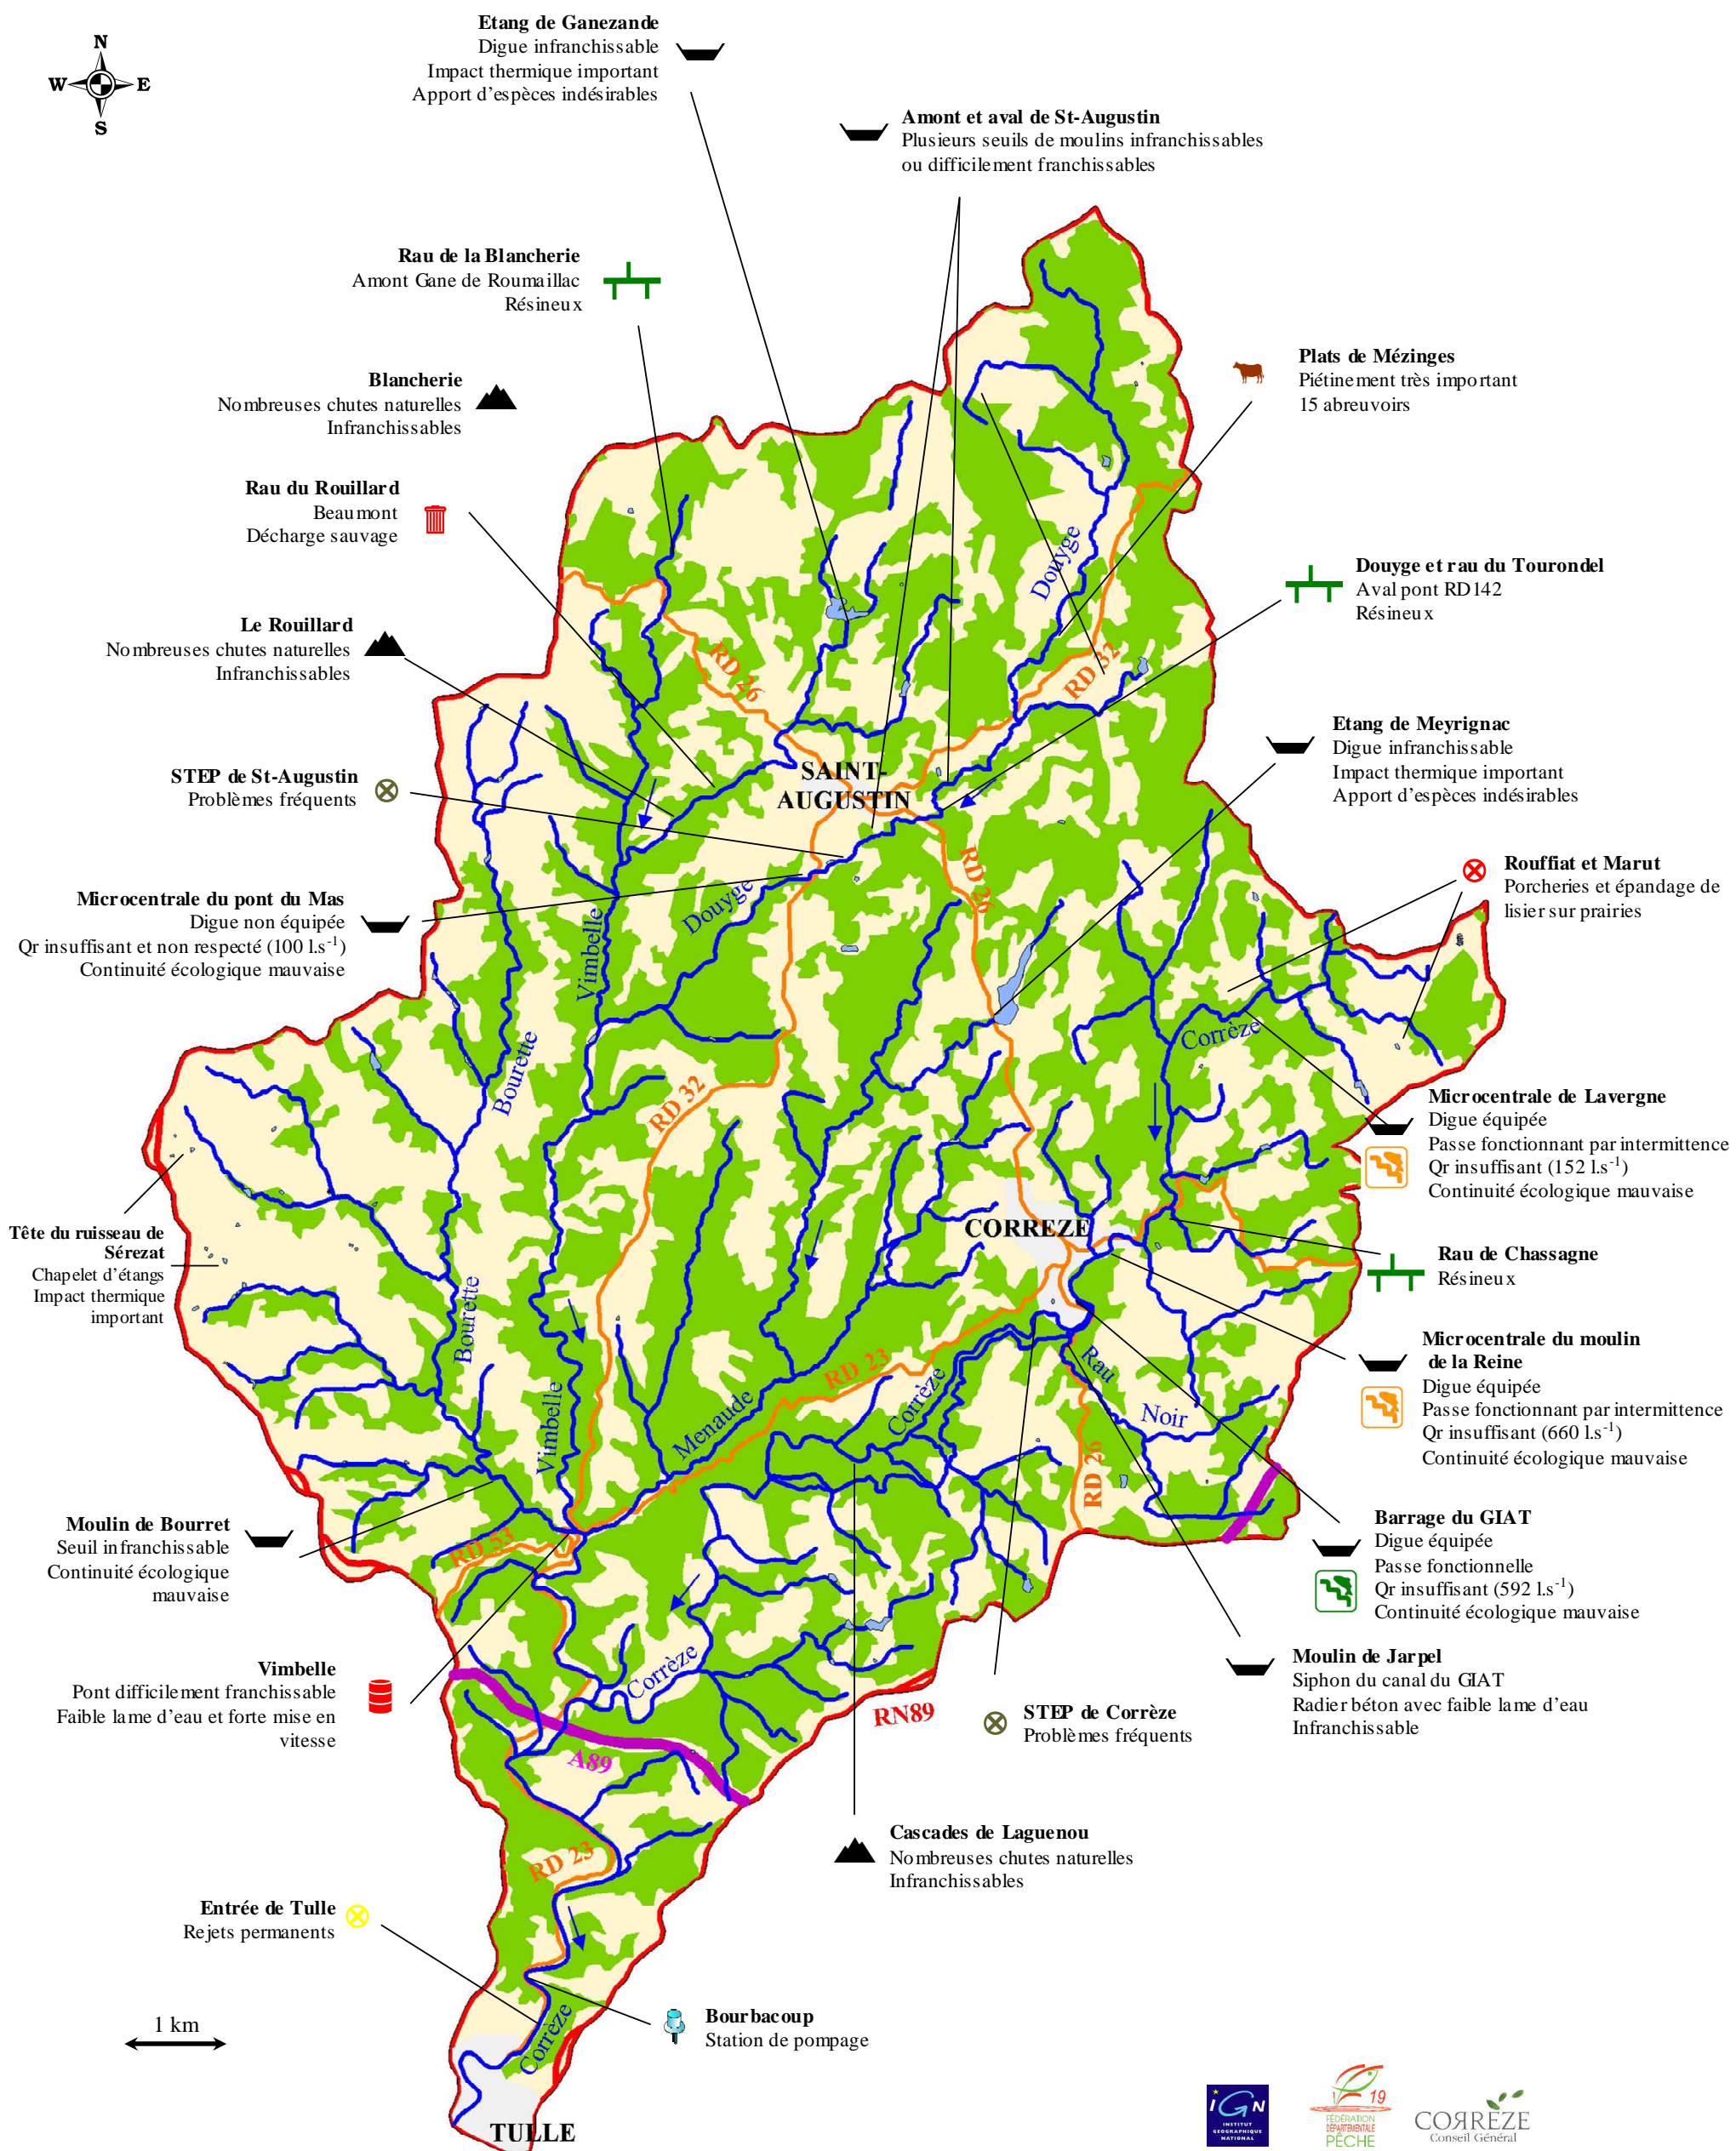 N
W E
S
Etang de Ganezande
Digue infranchissable
Impact thermique important
Apport d'espèces indésirables
Amont et aval de St-Augustin
Plusieurs seuils de moulins infranchissables
ou difficilement franchissables
Rau de la Blancherie
Amont Gane de Roumaillac
Résineux
Blancherie
Nombreuses chutes naturelles
Infranchissables
Plats de Mézinges
Piétinement très important
15 abreuvoirs
Rau du Rouillard
Beaumont
Décharge sauvage
Douyge et rau du Tourondel
Aval pont RD142
Résineux
Le Rouillard
Nombreuses chutes naturelles
Infranchissables
Etang de Meyrignac
Digue infranchissable
Impact thermique important
Apport d'espèces indésirables
STEP de St-Augustin
Problèmes fréquents
Rouffiat et Marut
Porcheries et épandage de
lisier sur prairies
Microcentrale du pont du Mas
Digue non équipée
Qr insuffisant et non respecté (100 l.s-1)
Continuité écologique mauvaise
Microcentrale de Lavergne
Digue équipée
Passe fonctionnant par intermittence
Qr insuffisant (152 l.s-1)
Continuité écologique mauvaise
Tête du ruisseau de
Sérezat
Chapelet d'étangs
Impact thermique
important
Rau de Chassagne
Résineux
Microcentrale du moulin
de la Reine
Digue équipée
Passe fonctionnant par intermittence
Qr insuffisant (660 l.s-1)
Continuité écologique mauvaise
Moulin de Bourret
Seuil infranchissable
Continuité écologique
mauvaise
Barrage du GIAT
Digue équipée
Passe fonctionnelle
Qr insuffisant (592 l.s-1)
Continuité écologique mauvaise
Vimbelle
Pont difficilement franchissable
Faible lame d'eau et forte mise en
vitesse
Moulin de Jarpel
Siphon du canal du GIAT
Radier béton avec faible lame d'eau
Infranchissable
STEP de Corrèze
Problèmes fréquents
Cascades de Laguenou
Nombreuses chutes naturelles
Infranchissables
Entrée de Tulle
Rejets permanents
Bourbacoup
Station de pompage
1 km
Douyge
RD 26
RD 32
SAINT-
AUGUSTIN
RD 26
Douyge
Vimbelle
Bourette
Corrèze
RD 32
CORREZE
Bourette
Vimbelle
Menaude
RD 23
Corrèze
Rau
Noir
RD 26
RD 53
Corrèze
RN89
A89
RD 23
Corrèze
TULLE
IGN
INSTITUT
GEOGRAPHIQUE
NATIONAL
19
FÉDÉRATION
DÉPARTEMENTALE
PÊCHE
CORRÈZE
Conseil Général